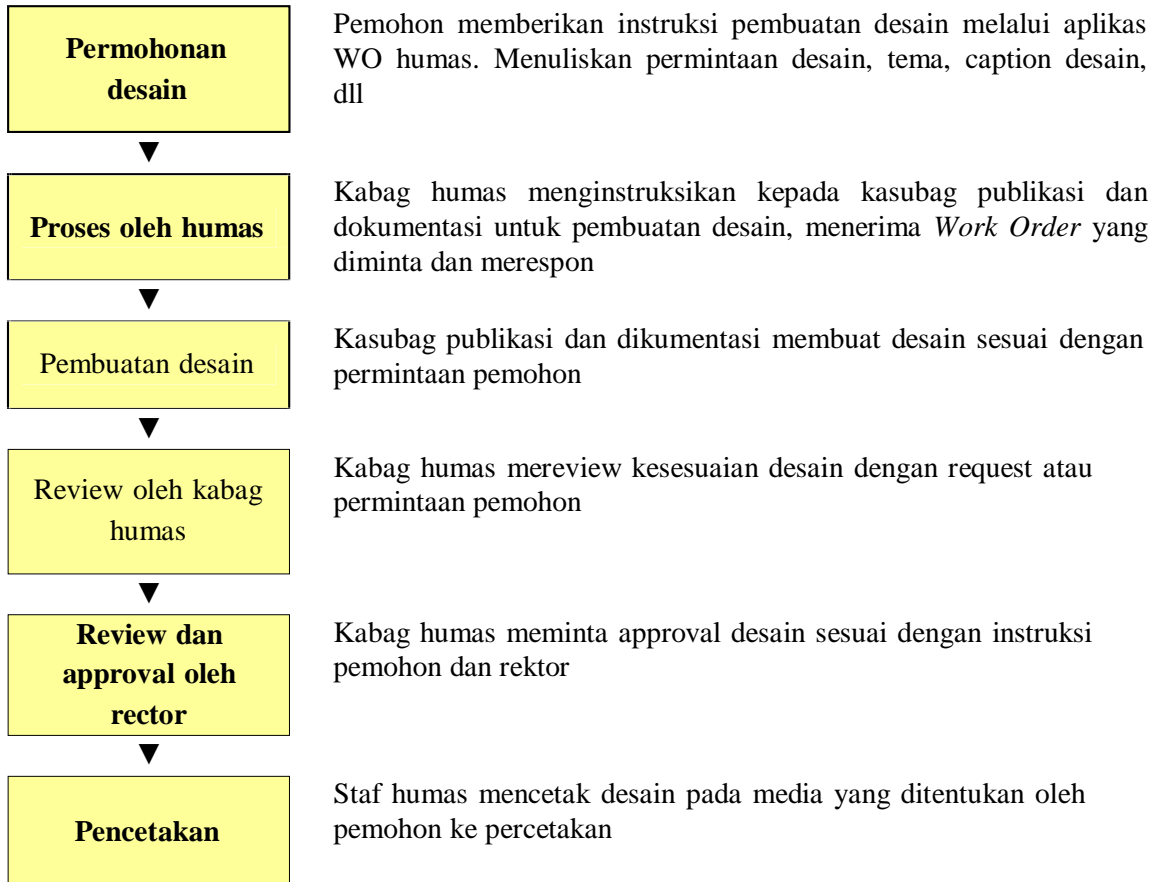 Permohonan
desain
Pemohon memberikan instruksi pembuatan desain melalui aplikas
WO humas. Menuliskan permintaan desain, tema, caption desain,
dll
Proses oleh humas
Kabag humas menginstruksikan kepada kasubag publikasi dan
dokumentasi untuk pembuatan desain, menerima Work Order yang
diminta dan merespon
Pembuatan desain
Kasubag publikasi dan dikumentasi membuat desain sesuai dengan
permintaan pemohon
Review oleh kabag
humas
Kabag humas mereview kesesuaian desain dengan request atau
permintaan pemohon
Review dan
approval oleh
rector
Kabag humas meminta approval desain sesuai dengan instruksi
pemohon dan rektor
Pencetakan
Staf humas mencetak desain pada media yang ditentukan oleh
pemohon ke percetakan